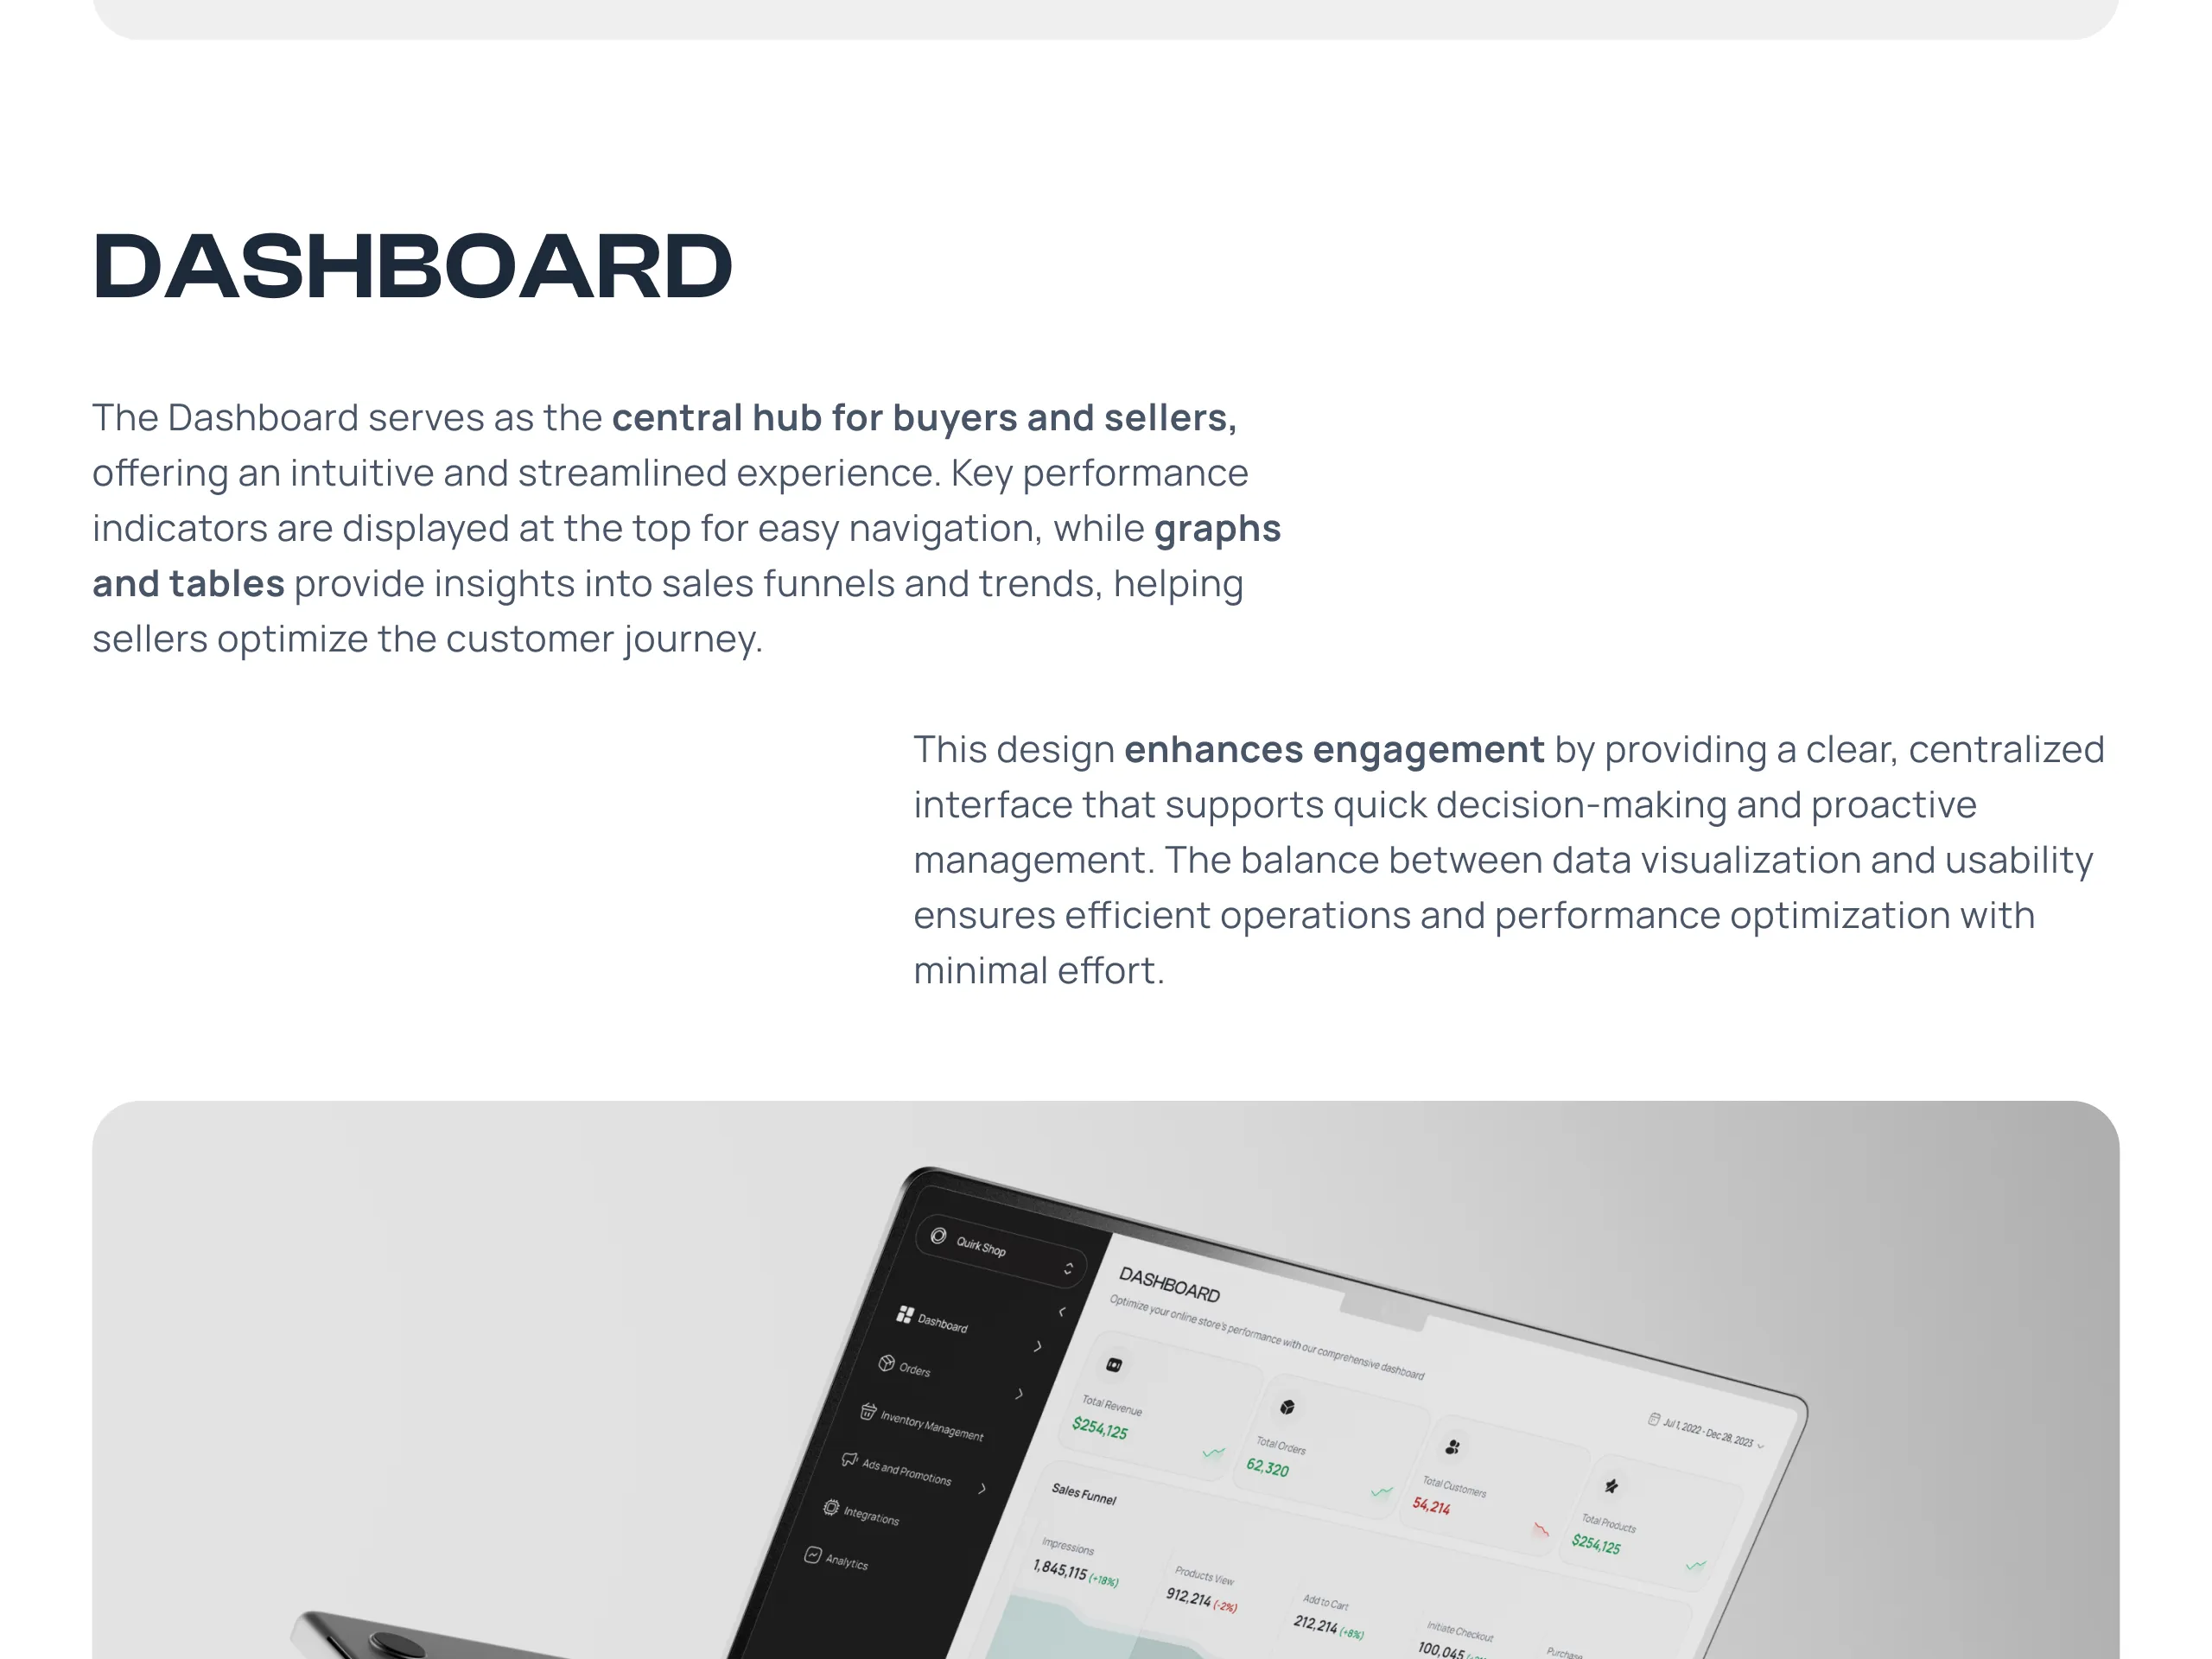 DASHBOARD
The Dashboard serves as the central hub for buyers and sellers,
offering an intuitive and streamlined experience. Key performance
indicators are displayed at the top for easy navigation, while graphs
and tables provide insights into sales funnels and trends, helping
sellers optimize the customer journey.
This design enhances engagement by providing a clear, centralized
interface that supports quick decision-making and proactive
management. The balance between data visualization and usability
ensures efficient operations and performance optimization with
minimal effort.
Quirk Shop
Dashboard
Orders
Inventory Management
Ads and Promotions
Integrations
Analytics
DASHBOARD
Optimize your online store's performance with our comprehensive dashboard
Jul 1, 2022 - Dec 28, 2023
Total Revenue
$254,125
Total Orders
62,320
Total Customers
54,214
Total Products
$254,125
Sales Funnel
Impressions
1,845,115 (+18%)
Products View
912,214 (-2%)
Add to Cart
212,214 (+8%)
Initiate Checkout
100,045
Purchase